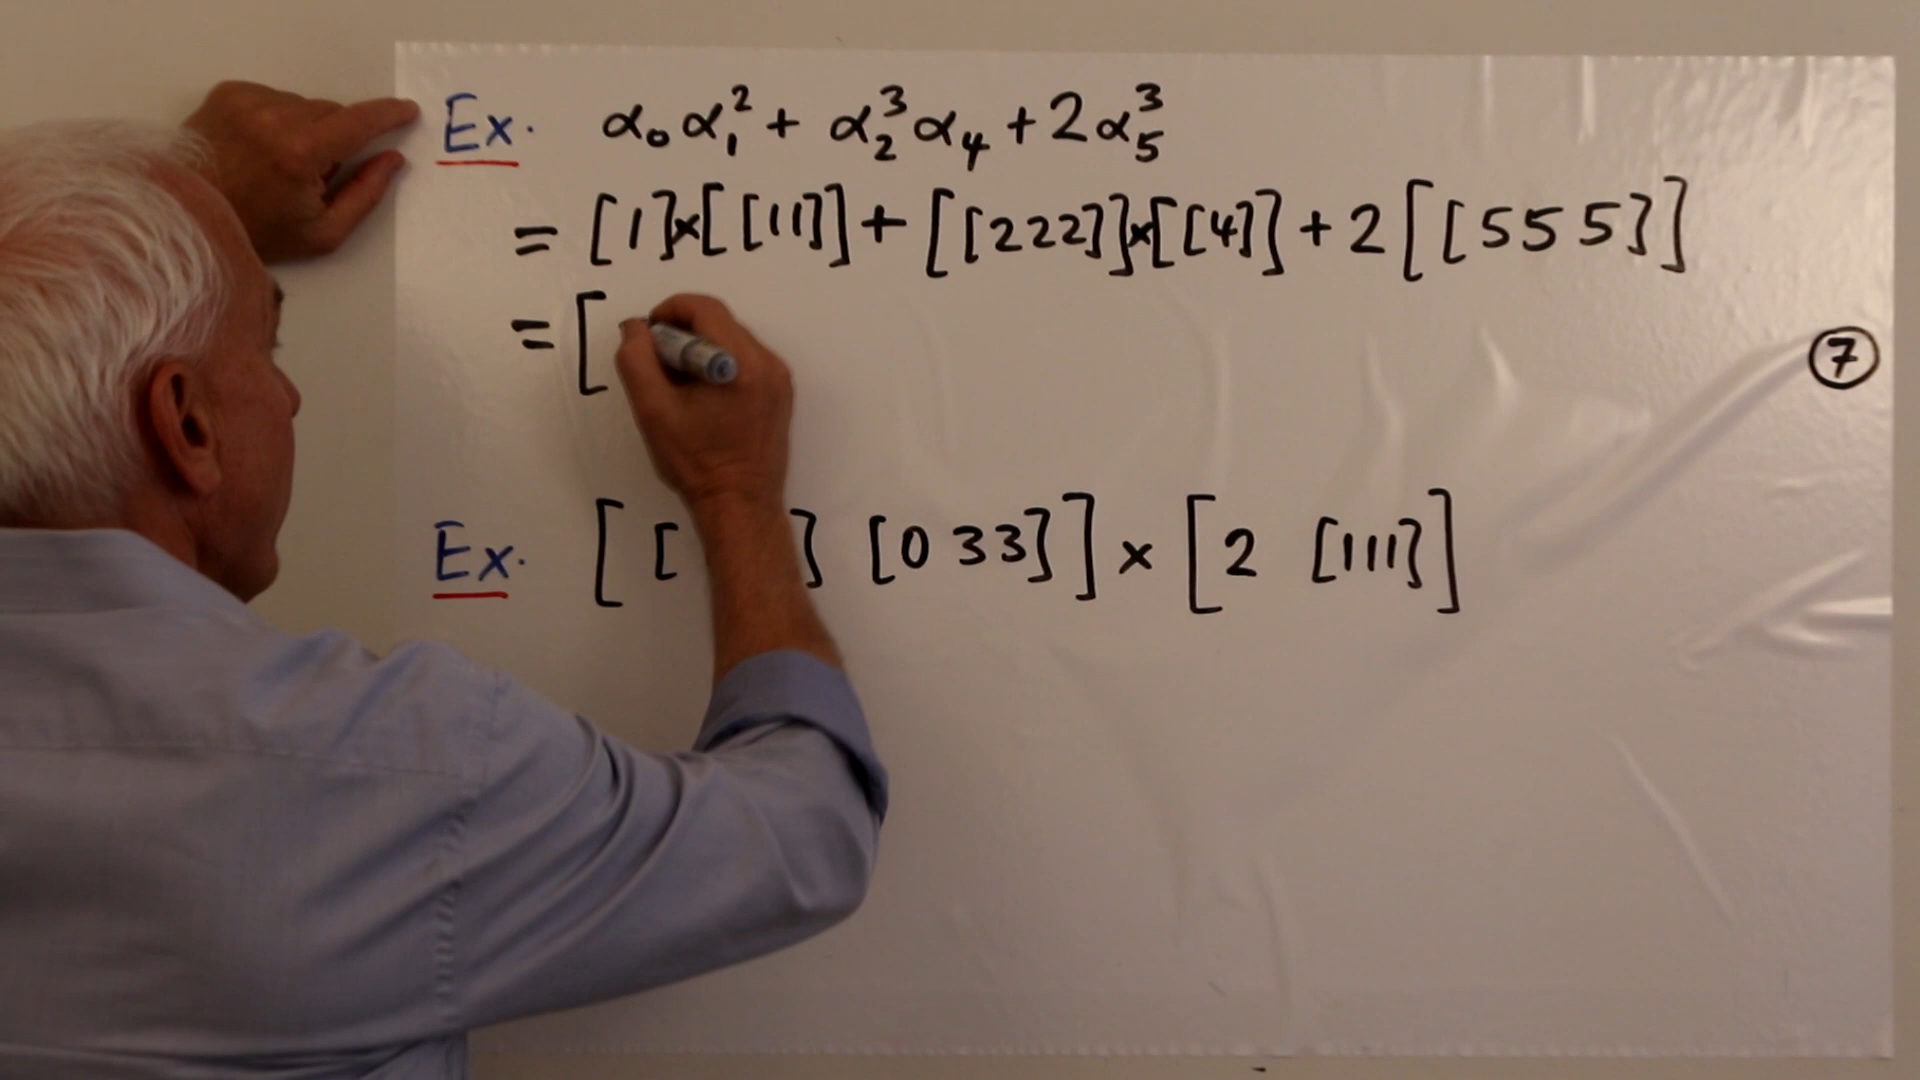 Ex. α₀α₁² + α₂³α₄ + 2α₅³
= [1]×[[11]] + [[222]]×[[4]] + 2[[555]]
= [
⑦
Ex. [[ ] [0 33]] × [2 [111]]